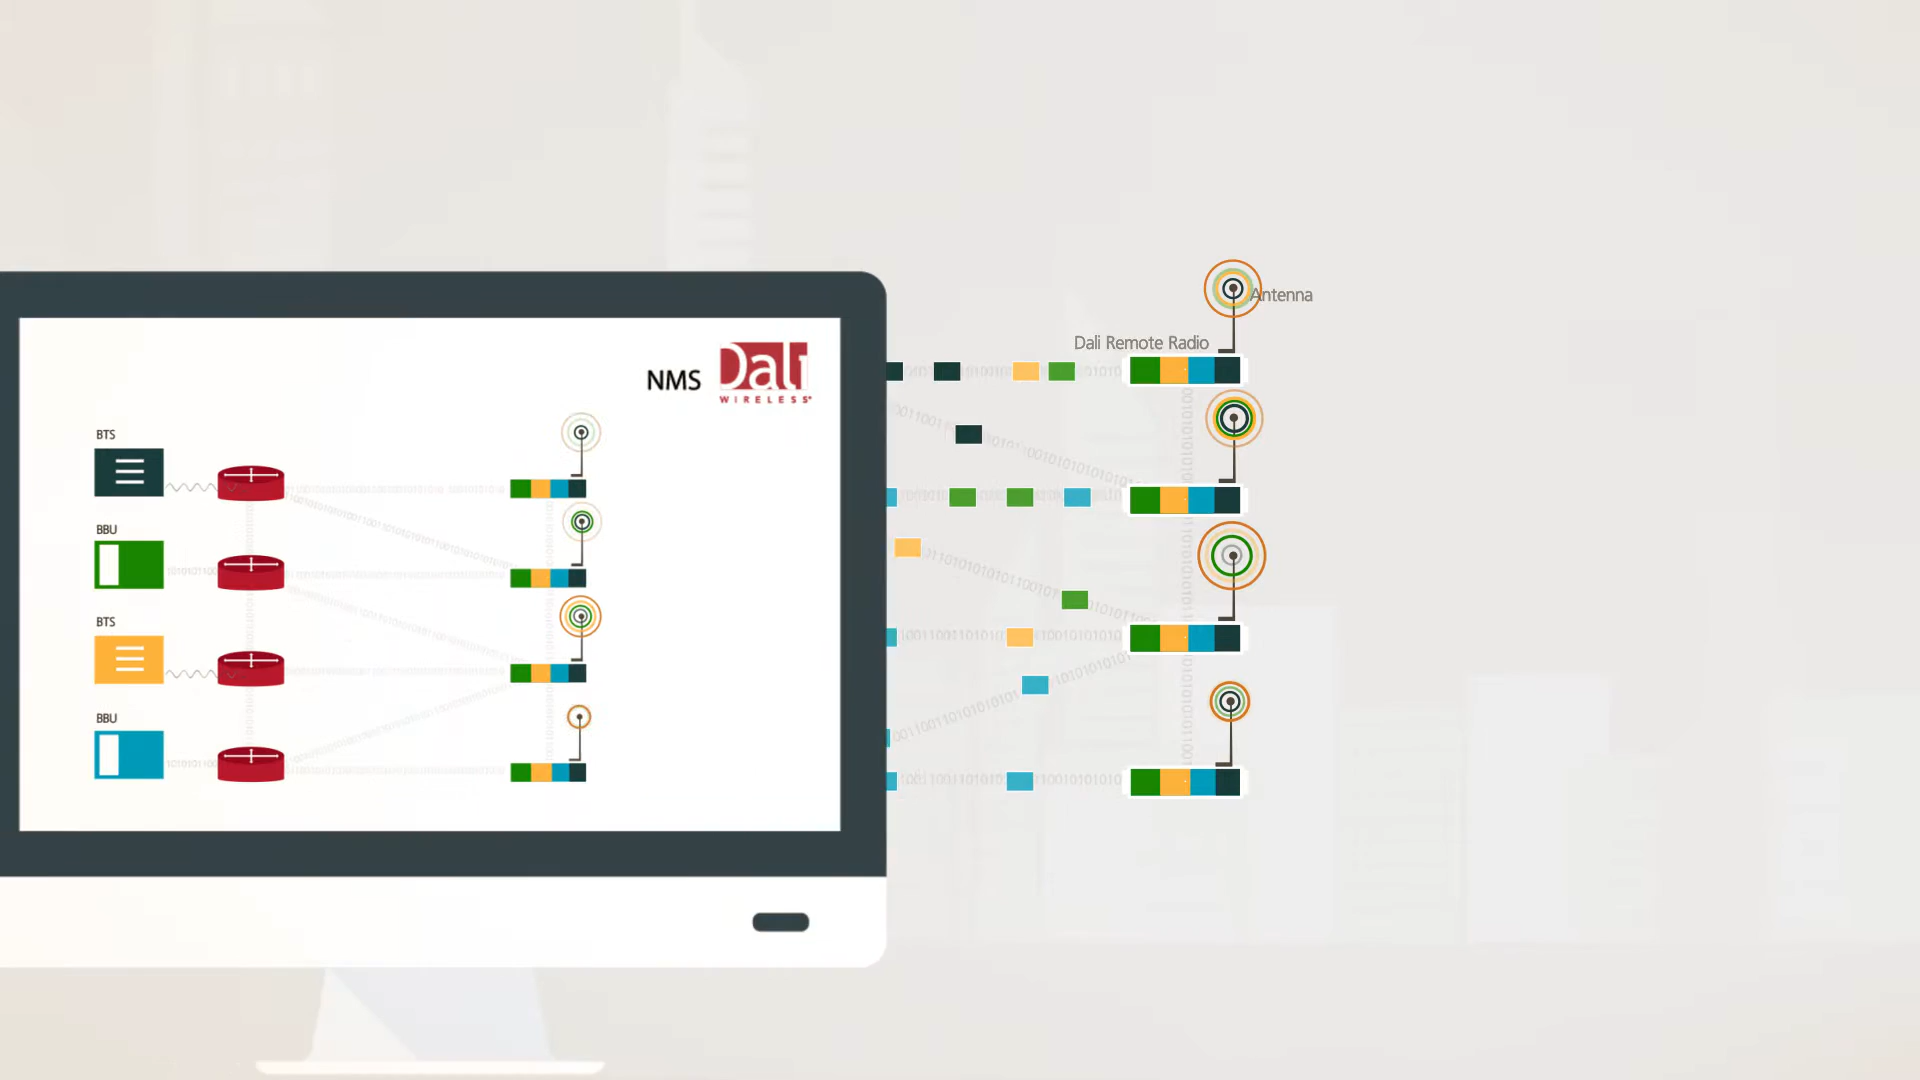 NMS
Dali
WIRELESS
BTS
BBU
BTS
BBU
Antenna
Dali Remote Radio